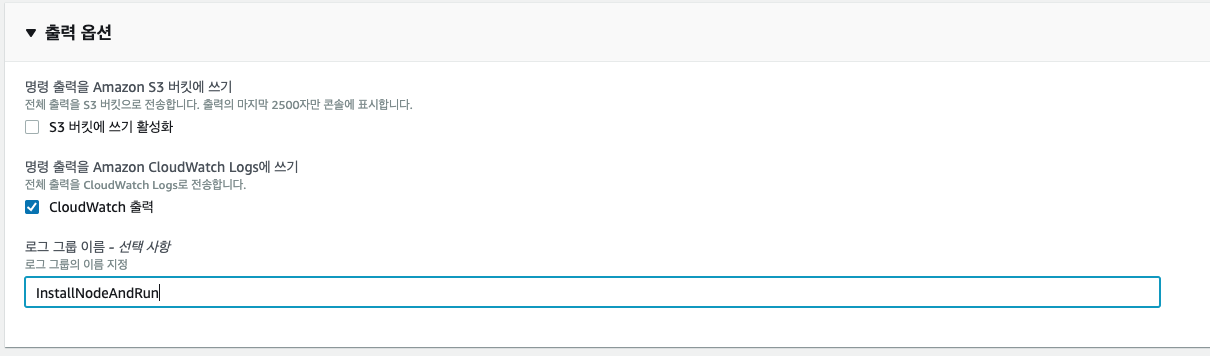 ▼ 출력 옵션
명령 출력을 Amazon S3 버킷에 쓰기
전체 출력을 S3 버킷으로 전송합니다. 출력의 마지막 2500자만 콘솔에 표시합니다.
S3 버킷에 쓰기 활성화
명령 출력을 Amazon CloudWatch Logs에 쓰기
전체 출력을 CloudWatch Logs로 전송합니다.
CloudWatch 출력
로그 그룹 이름 - 선택 사항
로그 그룹의 이름 지정
InstallNodeAndRun